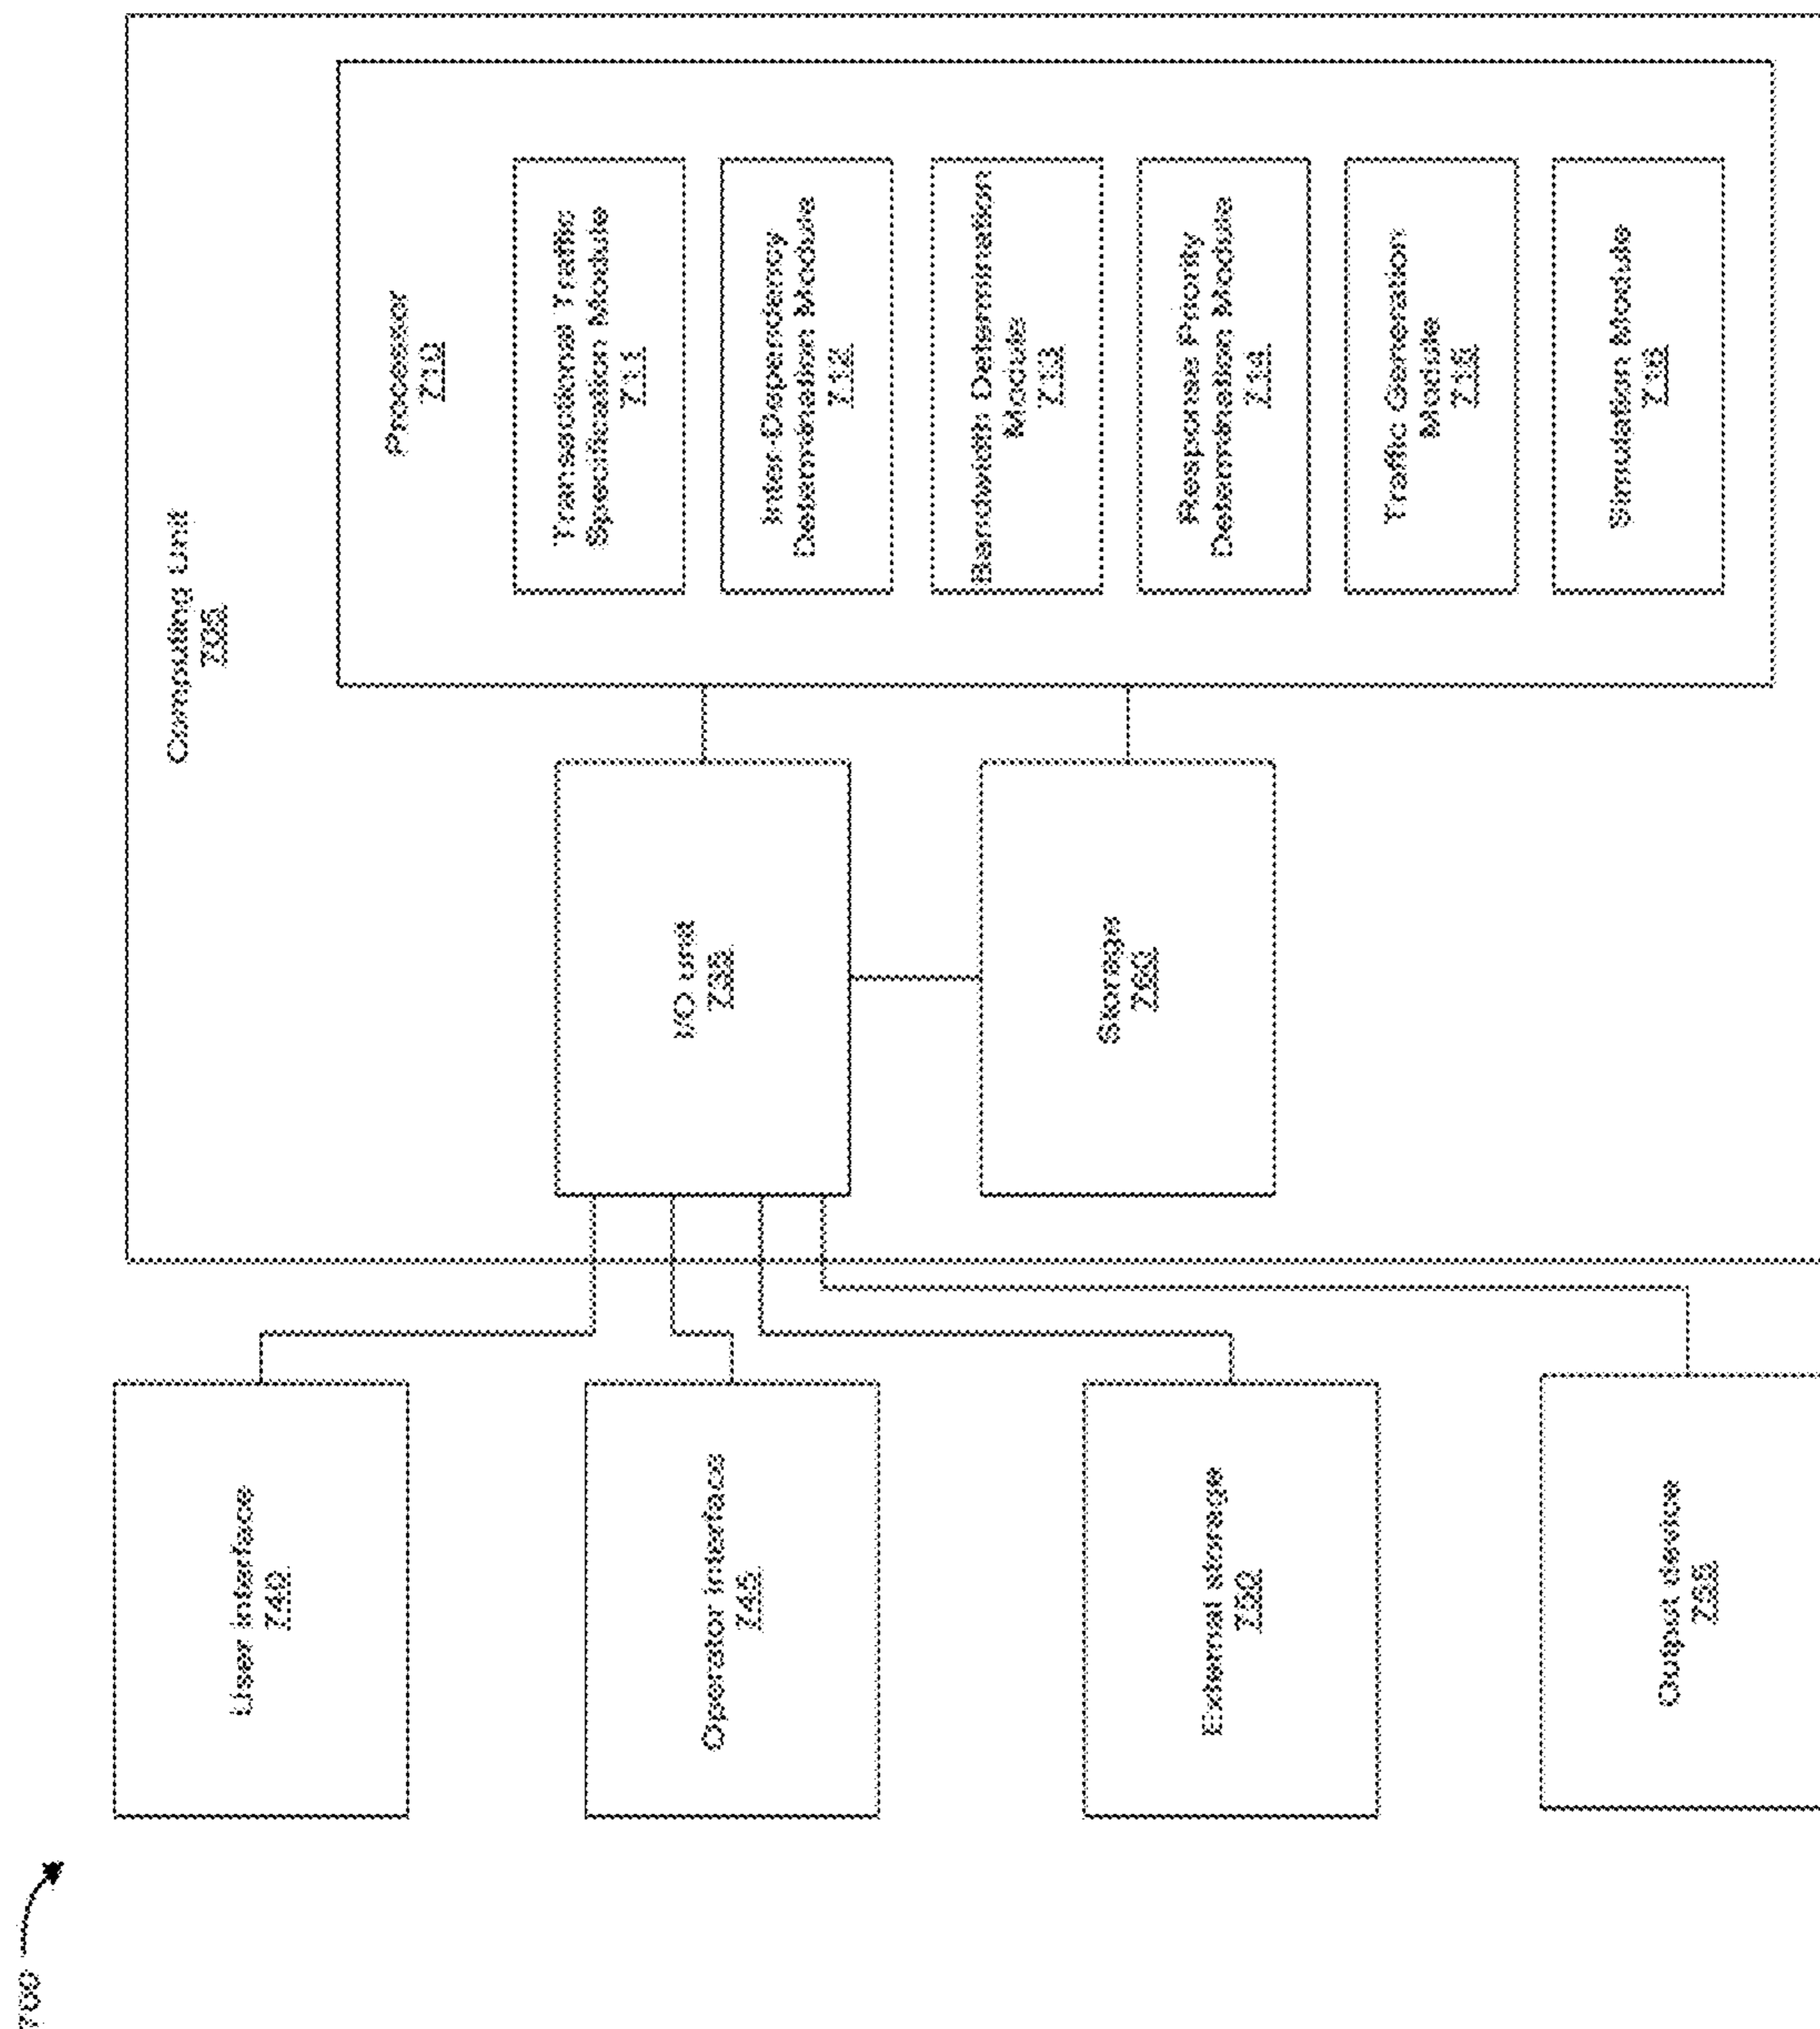 700
Computing Unit
705
Processor
710
Transactional Traffic
Specification Module
711
Inter-Dependency
Determination Module
712
Bandwidth Determination
Module
713
Response Priority
Determination Module
714
Traffic Generation
Module
715
Simulation Module
716
I/O unit
735
Storage
760
User interface
740
Operator interface
745
External storage
750
Output device
755